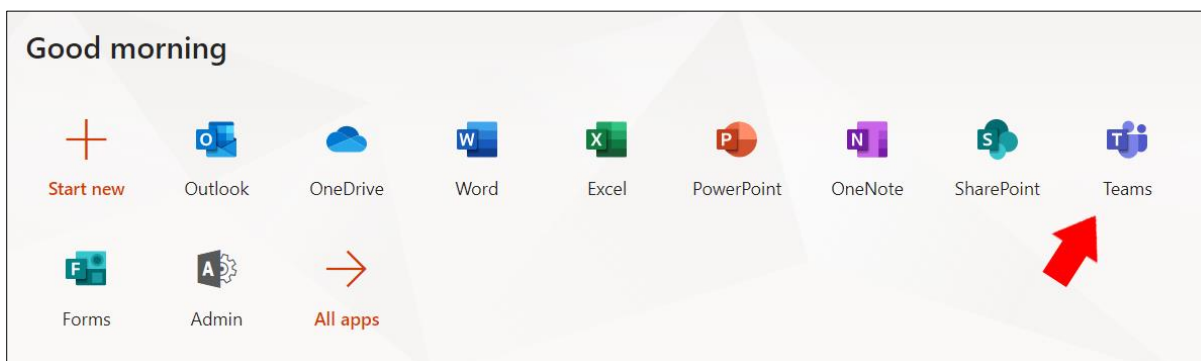 Good morning
Start new Outlook OneDrive Word Excel PowerPoint OneNote SharePoint Teams
Forms Admin All apps